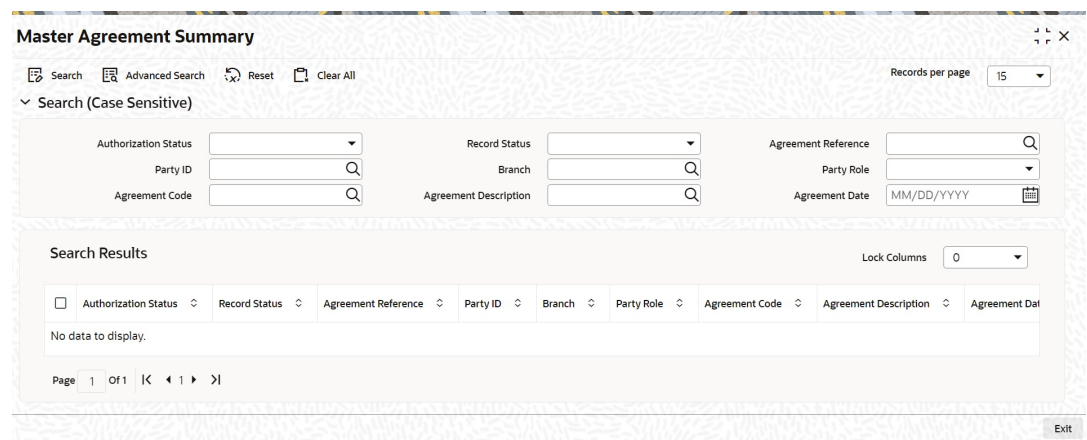 Master Agreement Summary
Search Advanced Search Reset Clear All Records per page 15
Search (Case Sensitive)
Authorization Status Record Status Agreement Reference
Party ID Branch Party Role
Agreement Code Agreement Description Agreement Date MM/DD/YYYY
Search Results Lock Columns 0
Authorization Status Record Status Agreement Reference Party ID Branch Party Role Agreement Code Agreement Description Agreement Dat
No data to display.
Page 1 Of 1 1
Exit